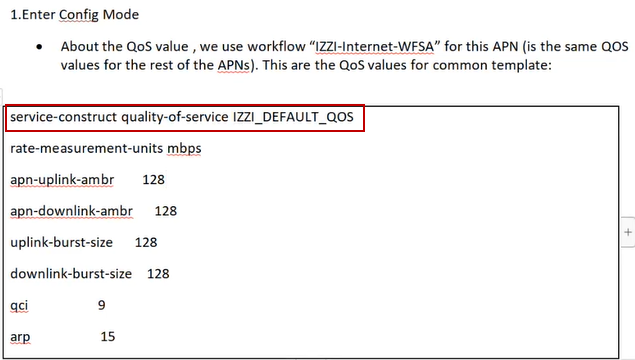 1.Enter Config Mode
• About the QoS value , we use workflow “IZZI-Internet-WFSA” for this APN (is the same QOS
values for the rest of the APNs). This are the QoS values for common template:
service-construct quality-of-service IZZI_DEFAULT_QOS
rate-measurement-units mbps
apn-uplink-ambr 128
apn-downlink-ambr 128
uplink-burst-size 128
downlink-burst-size 128
qci 9
arp 15